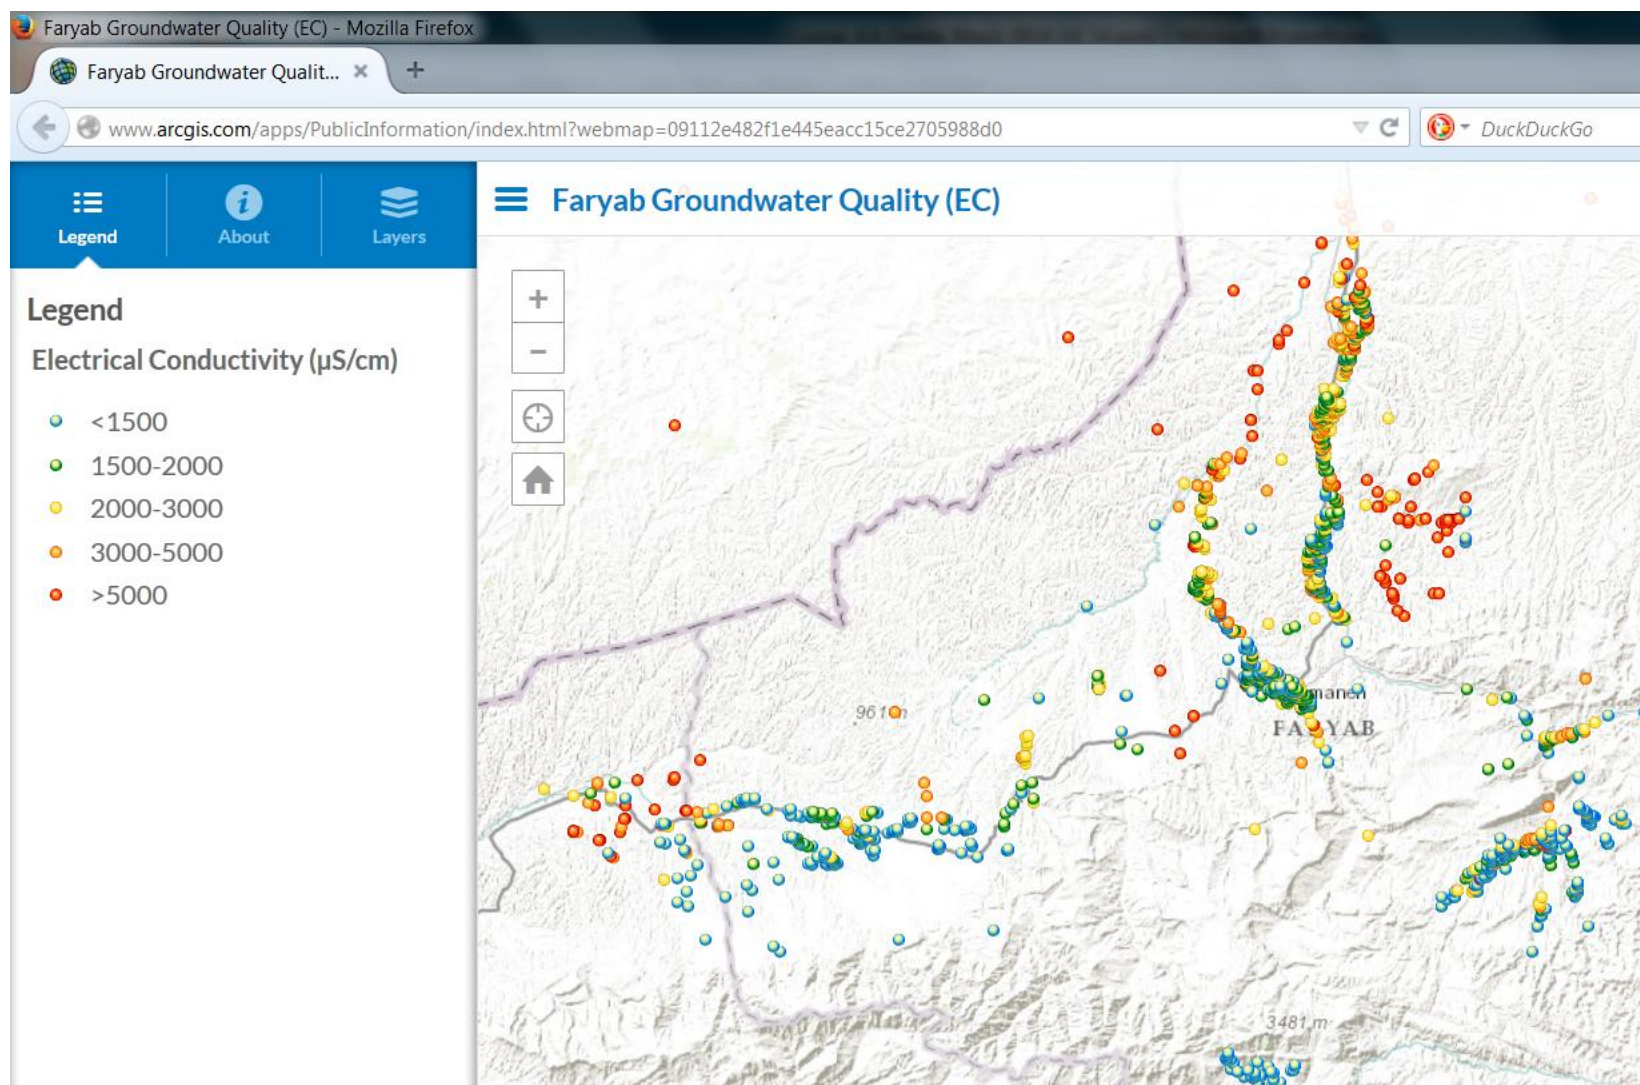 Faryab Groundwater Quality (EC) - Mozilla Firefox
Faryab Groundwater Qualit...
www.arcgis.com/apps/PublicInformation/index.html?webmap=09112e482f1e445eacc15ce2705988d0
DuckDuckGo
Legend
About
Layers
Faryab Groundwater Quality (EC)
Legend
Electrical Conductivity (µS/cm)
<1500
1500-2000
2000-3000
3000-5000
>5000
961 m
FARYAB
3481 m